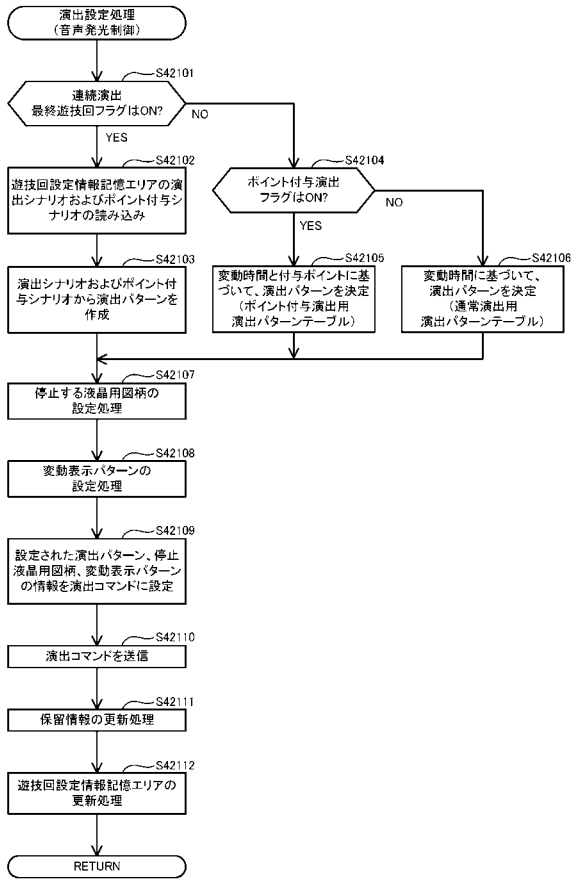 演出設定処理
(音声発光制御)
S42101
連続演出
最終遊技回フラグはON?
NO
YES
S42102
遊技回設定情報記憶エリアの演
出シナリオおよびポイント付与シ
ナリオの読み込み
S42104
ポイント付与演出
フラグはON?
NO
YES
S42103
演出シナリオおよびポイント付
与シナリオから演出パターンを
作成
S42105
変動時間と付与ポイントに基
づいて、演出パターンを決定
(ポイント付与演出用
演出パターンテーブル)
S42106
変動時間に基づいて、
演出パターンを決定
(通常演出用
演出パターンテーブル)
S42107
停止する液晶用図柄の
設定処理
S42108
変動表示パターンの
設定処理
S42109
設定された演出パターン、停止
液晶用図柄、変動表示パターン
の情報を演出コマンドに設定
S42110
演出コマンドを送信
S42111
保留情報の更新処理
S42112
遊技回設定情報記憶エリアの
更新処理
RETURN